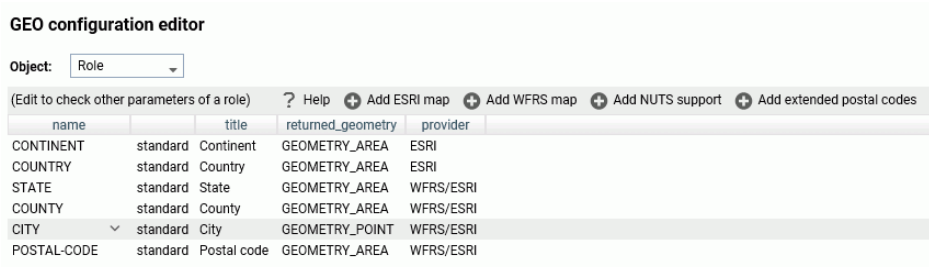 GEO configuration editor
Object: Role
(Edit to check other parameters of a role) ? Help Add ESRI map Add WFRS map Add NUTS support Add extended postal codes
name title returned_geometry provider
CONTINENT standard Continent GEOMETRY_AREA ESRI
COUNTRY standard Country GEOMETRY_AREA ESRI
STATE standard State GEOMETRY_AREA WFRS/ESRI
COUNTY standard County GEOMETRY_AREA WFRS/ESRI
CITY standard City GEOMETRY_POINT WFRS/ESRI
POSTAL-CODE standard Postal code GEOMETRY_AREA WFRS/ESRI